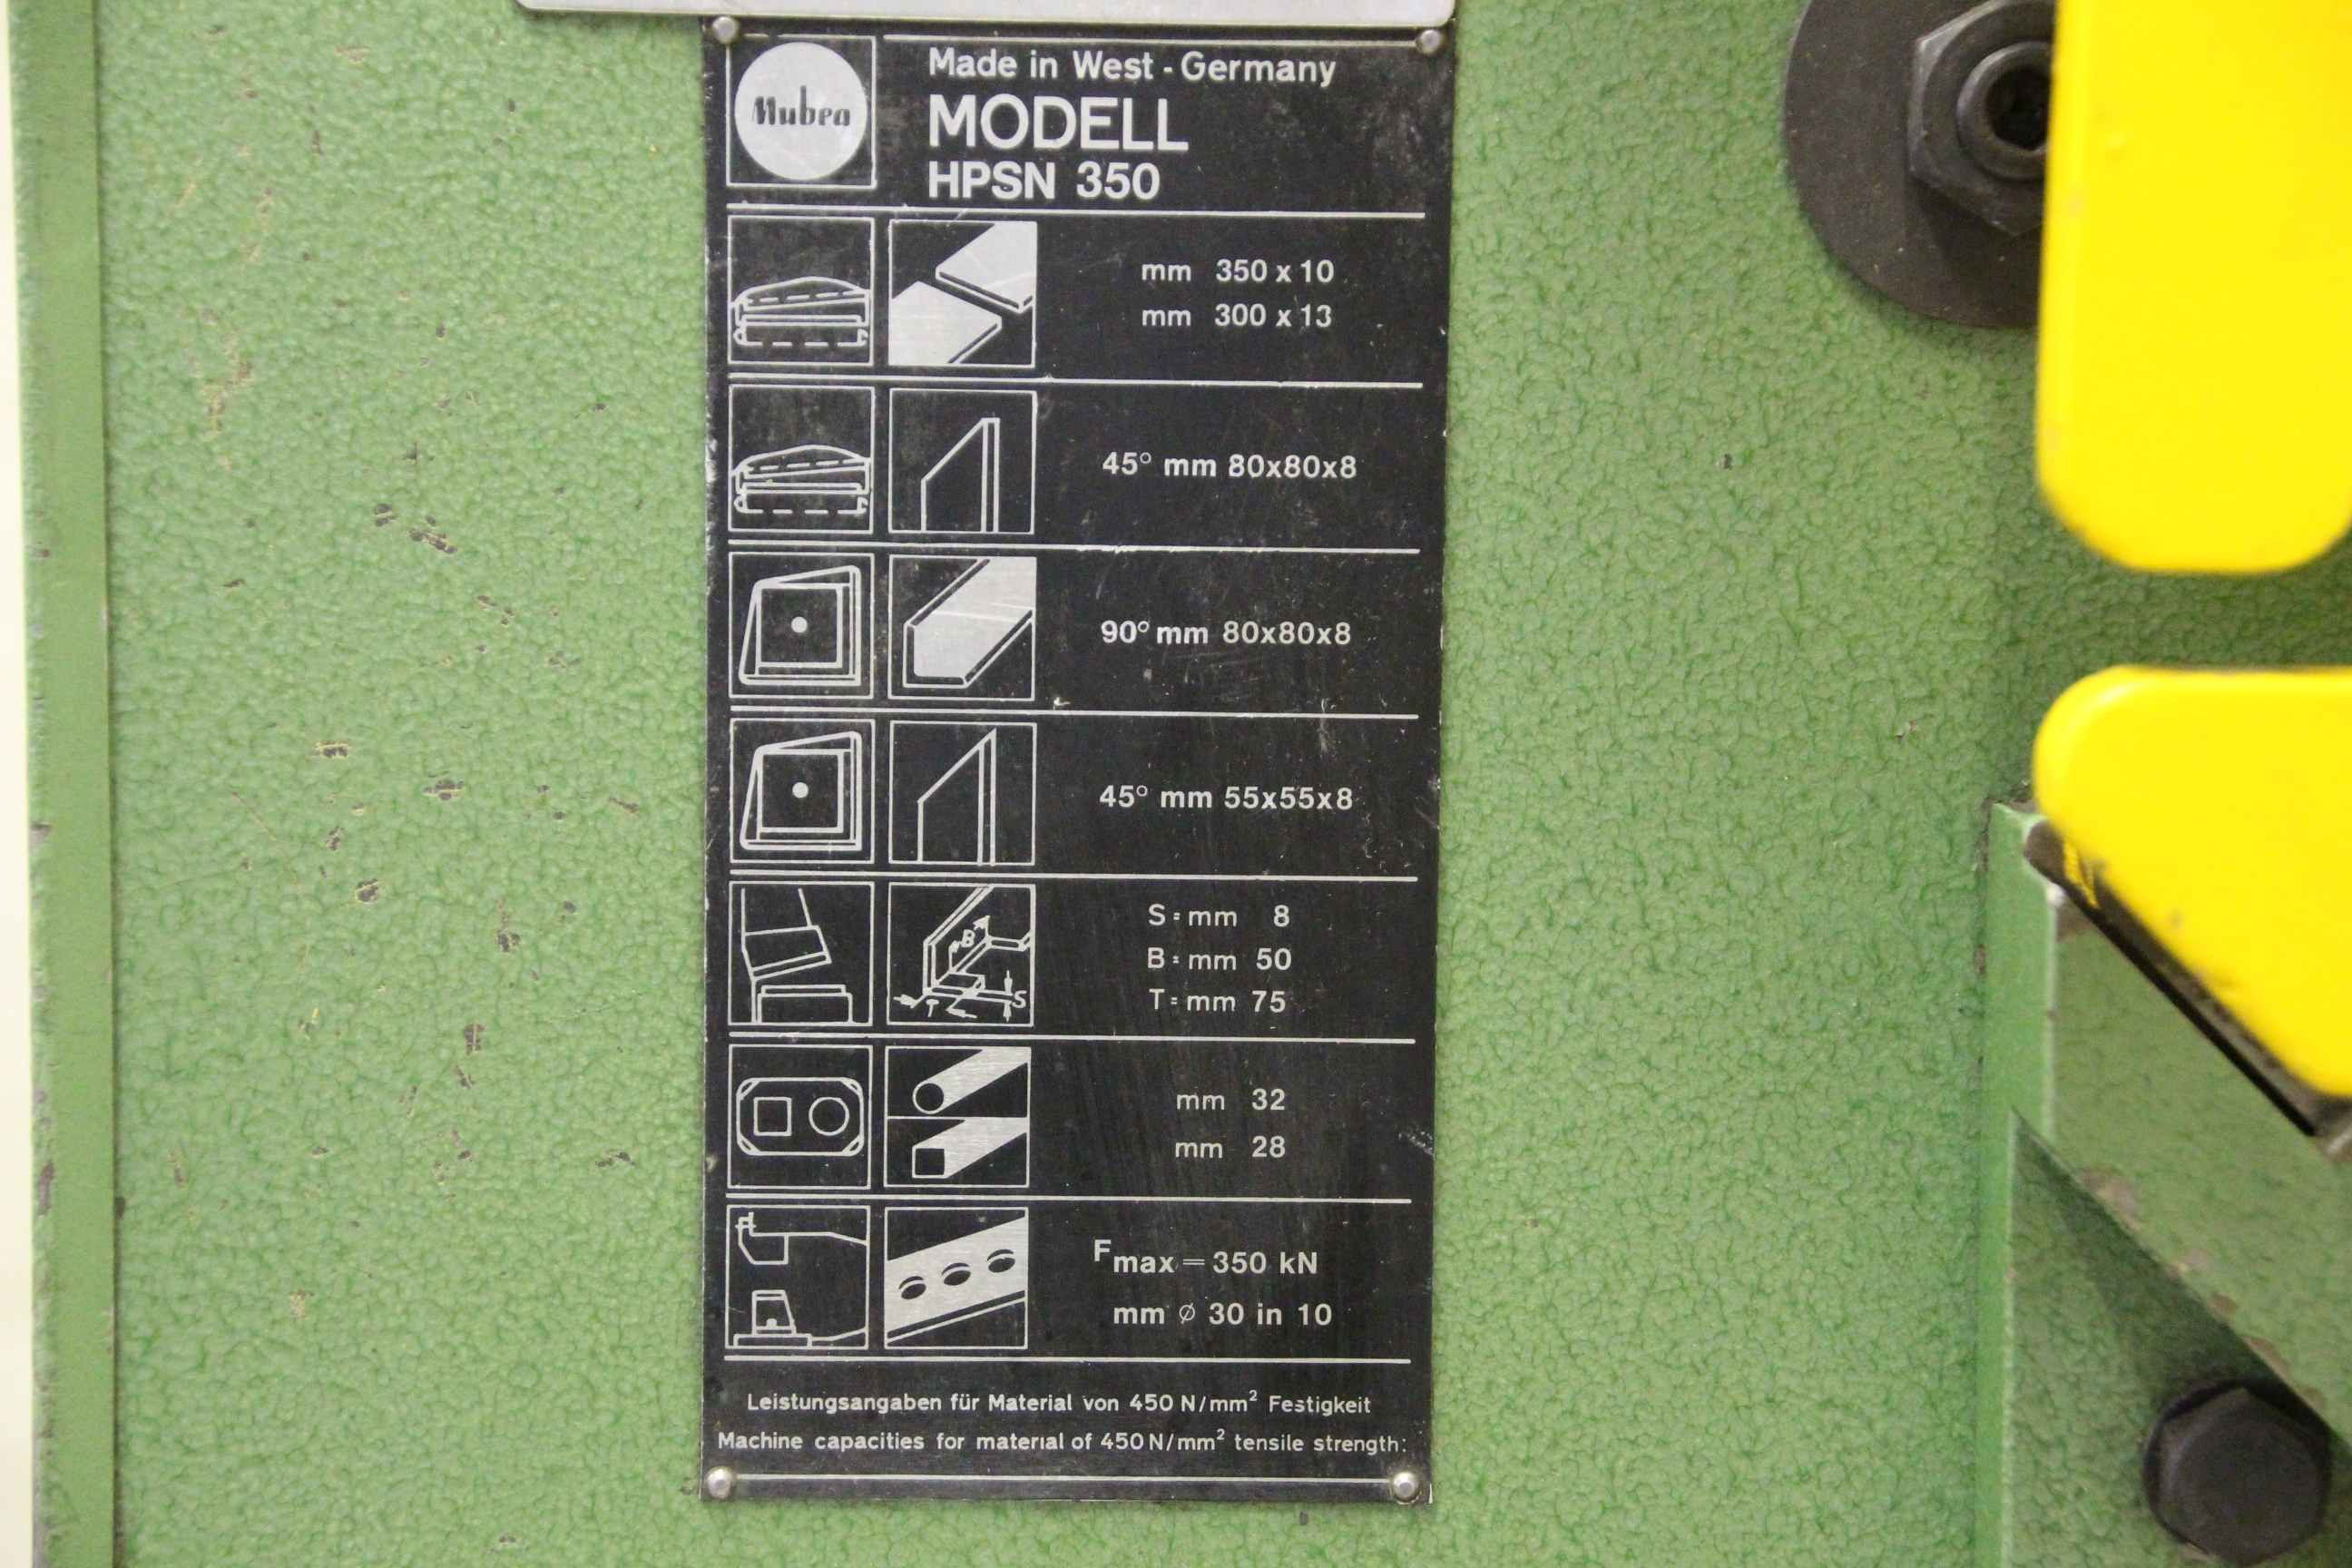 Mubea
Made in West - Germany
MODELL
HPSN 350
mm 350 x 10
mm 300 x 13
45° mm 80x80x8
90° mm 80x80x8
45° mm 55x55x8
B
T
S
S = mm 8
B = mm 50
T = mm 75
mm 32
mm 28
Fmax = 350 kN
mm ⌀ 30 in 10
Leistungsangaben für Material von 450 N/mm² Festigkeit
Machine capacities for material of 450 N/mm² tensile strength: